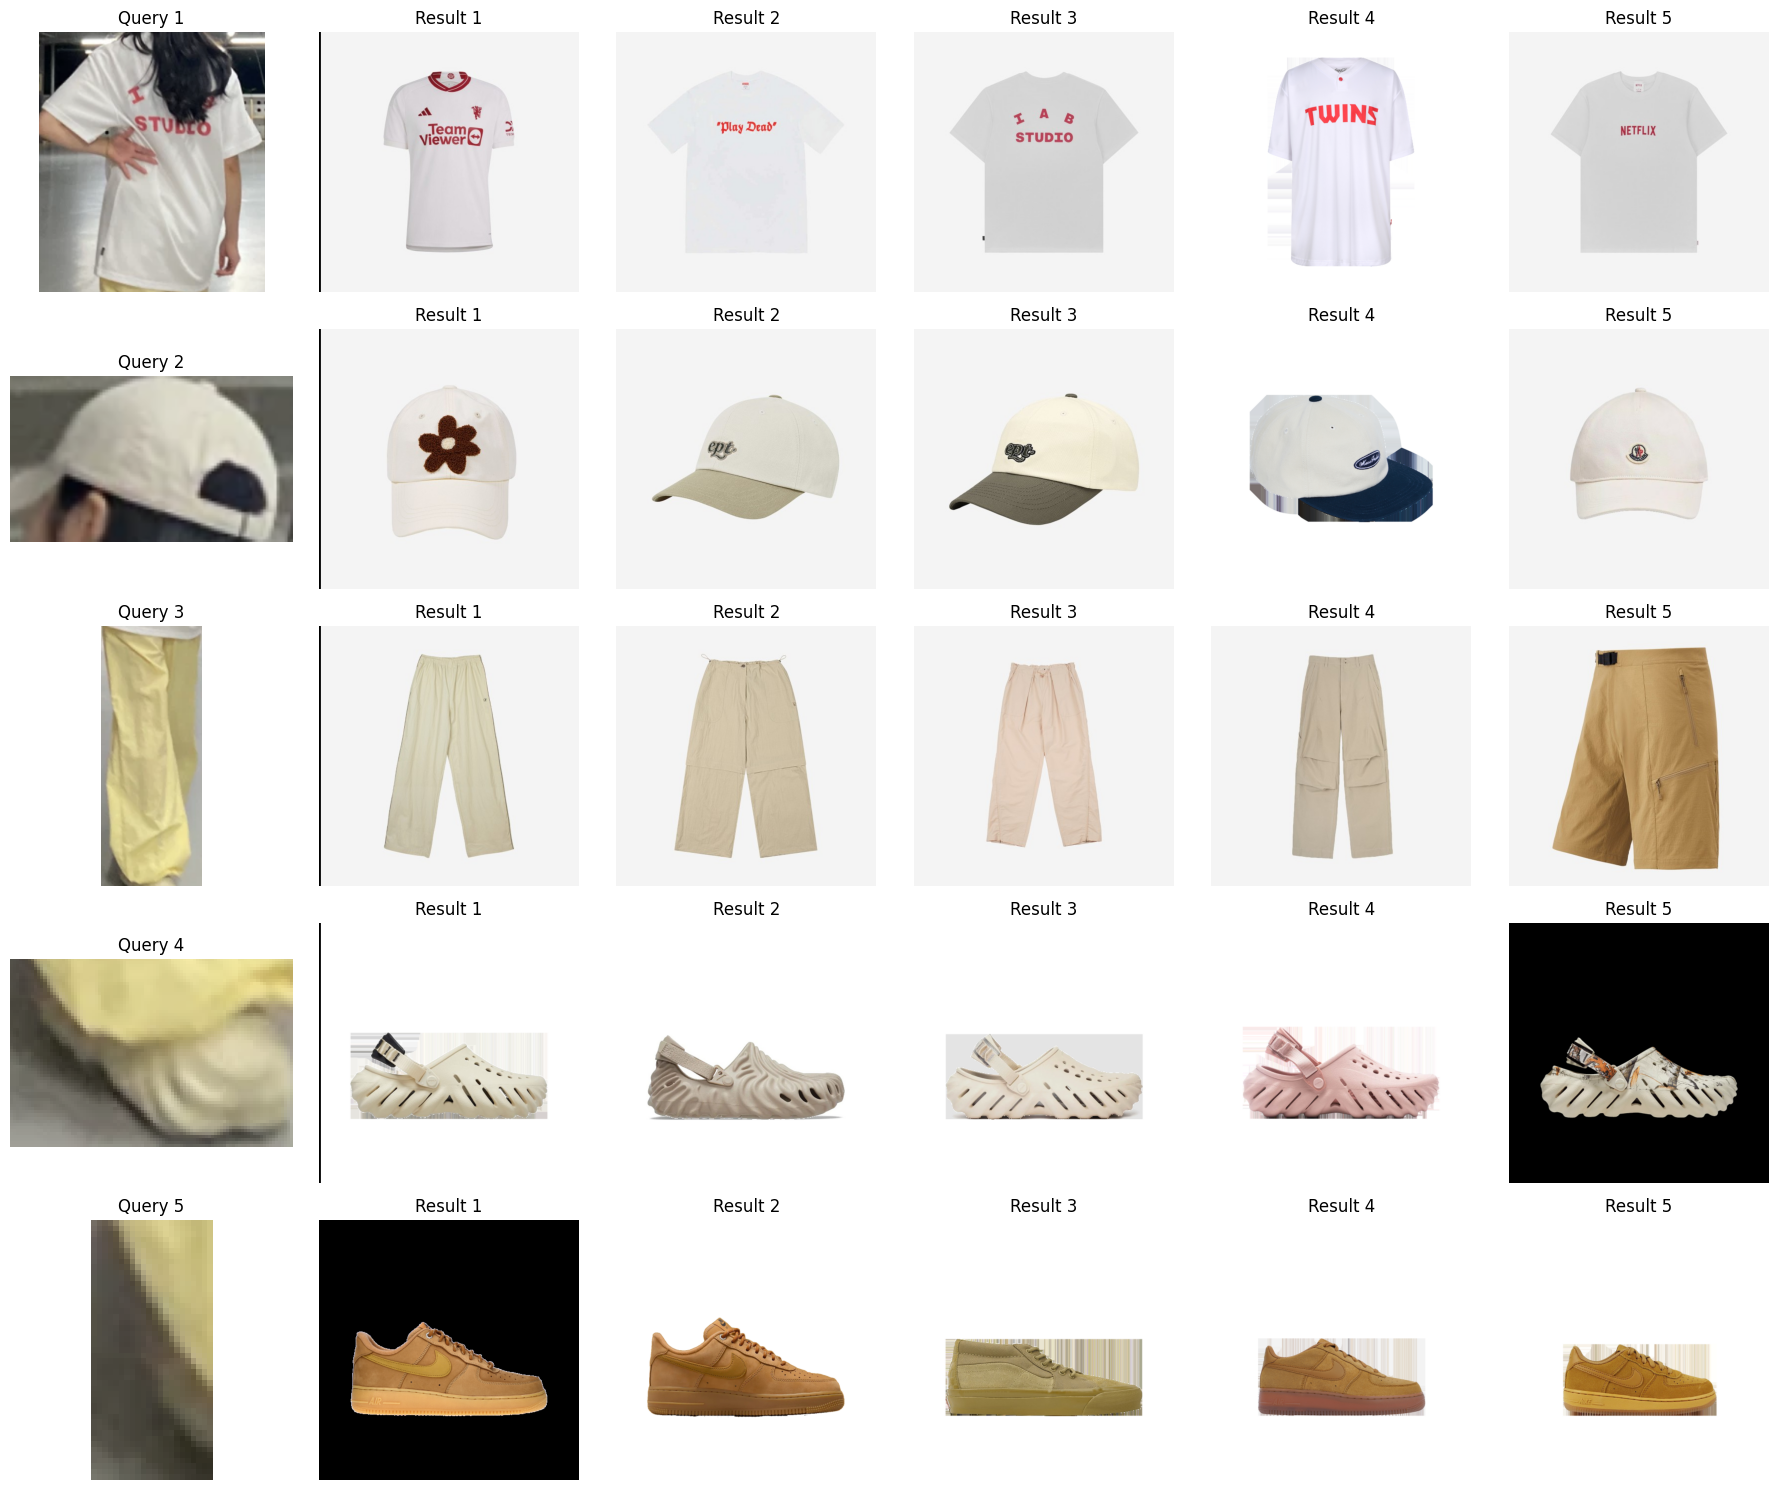 Query 1
Result 1
Result 2
Result 3
Result 4
Result 5
I B
STUDIO
Team
Viewer
"Play Dead"
I A B
STUDIO
TWINS
NETFLIX
Query 2
Result 1
Result 2
Result 3
Result 4
Result 5
ept
ept
Query 3
Result 1
Result 2
Result 3
Result 4
Result 5
Query 4
Result 1
Result 2
Result 3
Result 4
Result 5
Query 5
Result 1
Result 2
Result 3
Result 4
Result 5